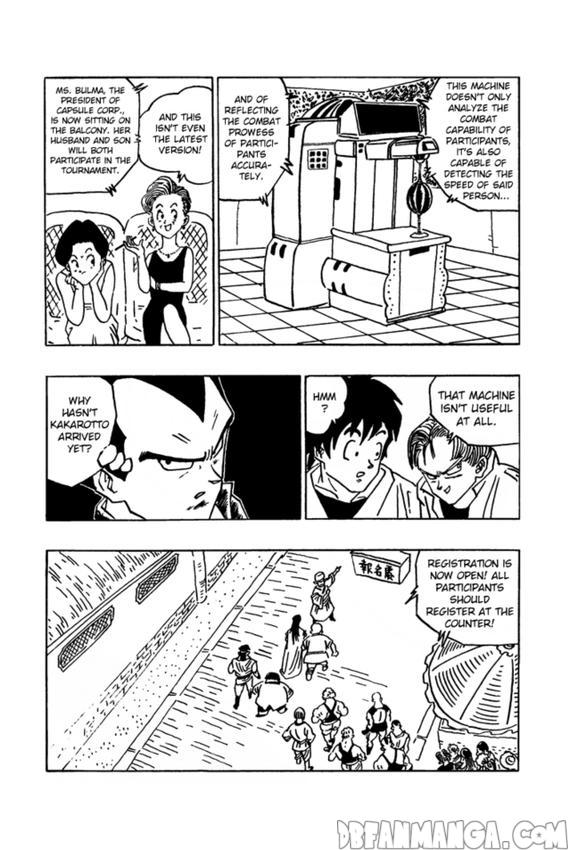 THIS MACHINE
DOESN'T ONLY
ANALYZE THE
COMBAT
CAPABILITY OF
PARTICIPANTS,
IT'S ALSO
CAPABLE OF
DETECTING THE
SPEED OF SAID
PERSON...
AND OF
REFLECTING
THE COMBAT
PROWESS OF
PARTICI-
PANTS
ACCURA-
TELY.
AND THIS
ISN'T EVEN
THE LATEST
VERSION!
MS. BULMA,
THE PRESIDENT
OF CAPSULE CORP.,
IS NOW SITTING ON
THE BALCONY. HER
HUSBAND AND SON
WILL BOTH
PARTICIPATE IN THE
TOURNAMENT.
THAT MACHINE
ISN'T USEFUL
AT ALL.
HMM
?
WHY
HASN'T
KAKAROTTO
ARRIVED
YET?
REGISTRATION
IS NOW OPEN! ALL
PARTICIPANTS
SHOULD
REGISTER AT THE
COUNTER!
報名處
DBFANMANGA.COM